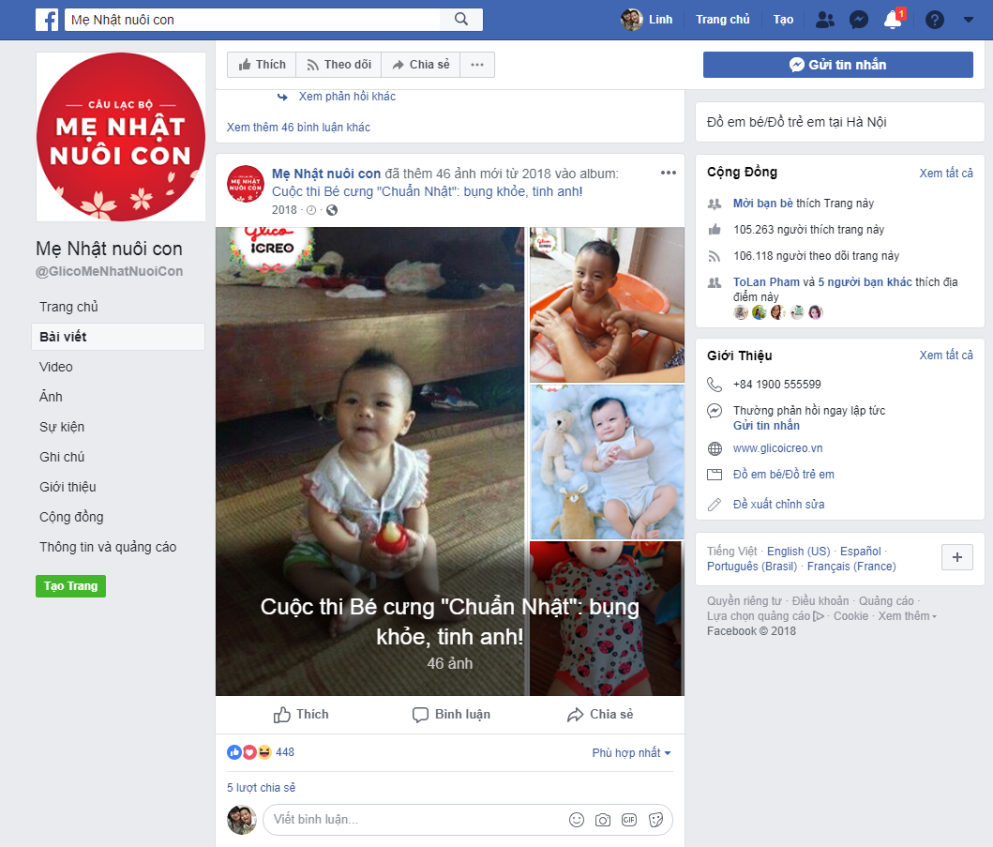 Mẹ Nhật nuôi con
Linh
Trang chủ
Tạo
1
CÂU LẠC BỘ
MẸ NHẬT
NUÔI CON
Mẹ Nhật nuôi con
@GlicoMeNhatNuoiCon
Trang chủ
Bài viết
Video
Ảnh
Sự kiện
Ghi chú
Giới thiệu
Cộng đồng
Thông tin và quảng cáo
Tạo Trang
Thích
Theo dõi
Chia sẻ
Gửi tin nhắn
Xem phản hồi khác
Xem thêm 46 bình luận khác
MẸ NHẬT
NUÔI CON
Mẹ Nhật nuôi con đã thêm 46 ảnh mới từ 2018 vào album:
Cuộc thi Bé cưng "Chuẩn Nhật": bụng khỏe, tinh anh!
2018
Glico
ICREO
Cuộc thi Bé cưng "Chuẩn Nhật": bụng
khỏe, tinh anh!
46 ảnh
Thích
Bình luận
Chia sẻ
448
Phù hợp nhất
5 lượt chia sẻ
Viết bình luận...
GIF
Đồ em bé/Đồ trẻ em tại Hà Nội
Cộng Đồng
Xem tất cả
Mời bạn bè thích Trang này
105.263 người thích trang này
106.118 người theo dõi trang này
ToLan Pham và 5 người bạn khác thích địa
điểm này
Giới Thiệu
Xem tất cả
+84 1900 555599
Thường phản hồi ngay lập tức
Gửi tin nhắn
www.glicoicreo.vn
Đồ em bé/Đồ trẻ em
Đề xuất chỉnh sửa
Tiếng Việt · English (US) · Español ·
Português (Brasil) · Français (France)
Quyền riêng tư · Điều khoản · Quảng cáo ·
Lựa chọn quảng cáo · Cookie · Xem thêm
Facebook © 2018